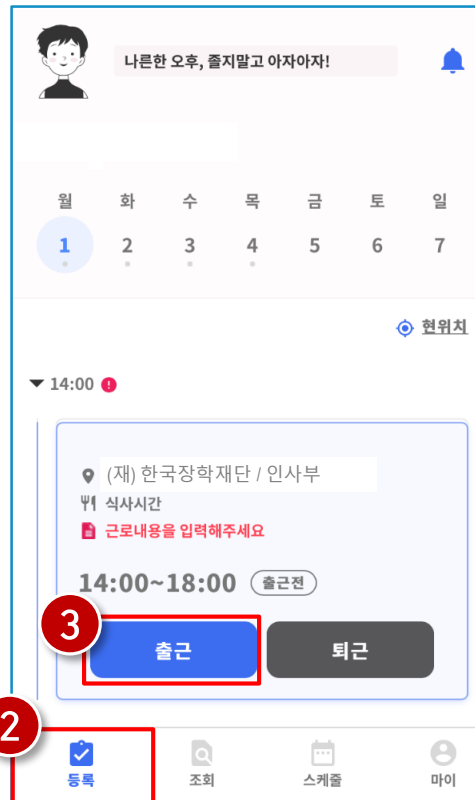 나른한 오후, 졸지말고 아자아자!
월 화 수 목 금 토 일
1 2 3 4 5 6 7
현위치
14:00 !
(재) 한국장학재단 / 인사부
식사시간
근로내용을 입력해주세요
14:00~18:00 출근전
3
출근 퇴근
2
등록 조회 스케줄 마이